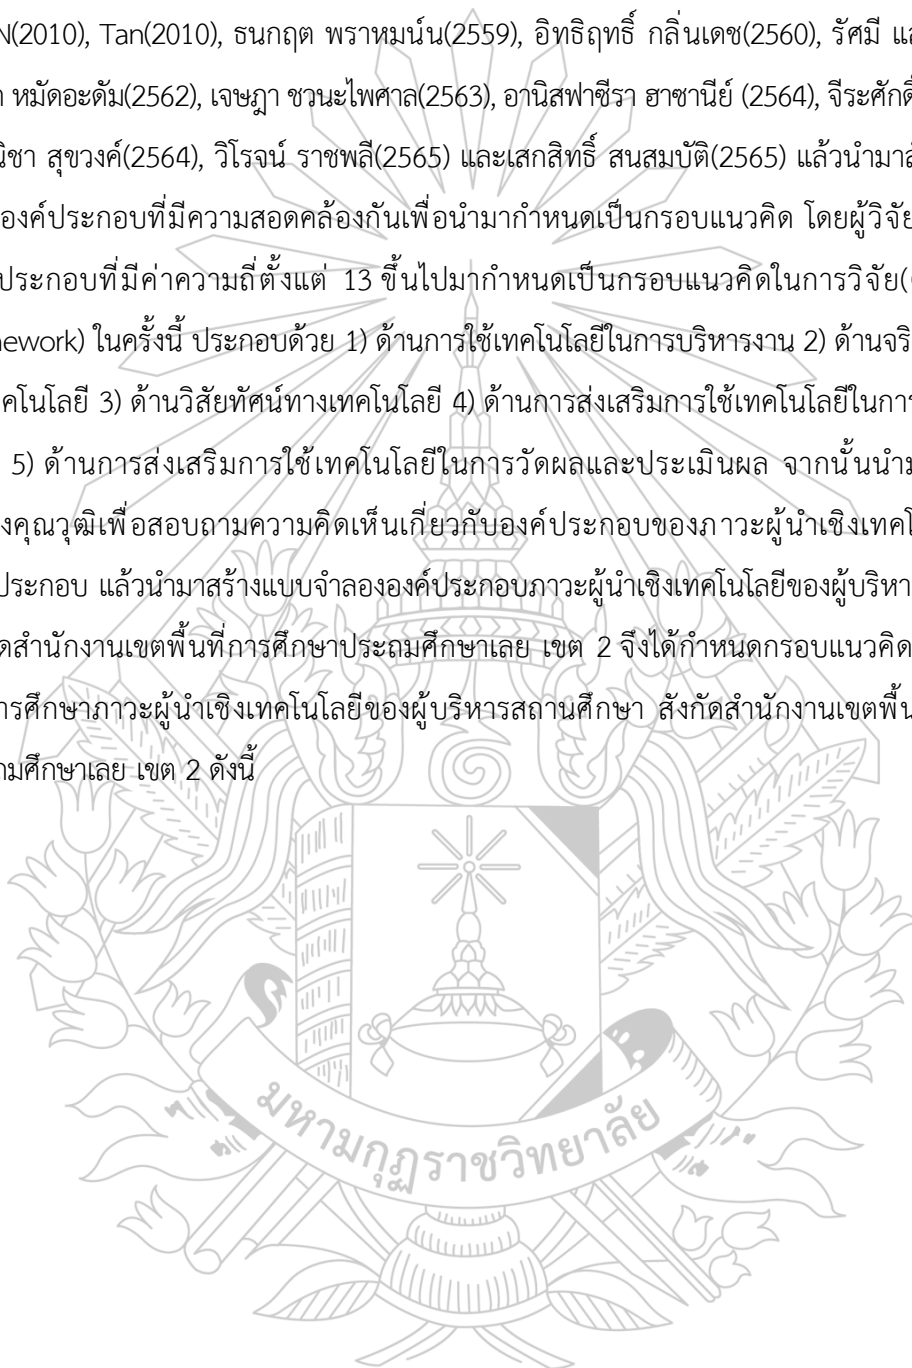 N(2010), Tan(2010), ธนกฤต พราหมน์น(2559), อิทธิฤทธิ์ กลิ่นเดช(2560), รัศมี แ
หมัดอะดัม(2562), เจษฎา ชวนะไพศาล(2563), อานิสฟาซีรา ฮาซานีย์ (2564), จีระศักดิ์
นิชา สุขวงค์(2564), วิโรจน์ ราชพลี(2565) และเสกสิทธิ์ สนสมบัติ(2565) แล้วนำมาส
องค์ประกอบที่มีความสอดคล้องกันเพื่อนำมากำหนดเป็นกรอบแนวคิด โดยผู้วิจัย
ประกอบที่มีค่าความถี่ตั้งแต่ 13 ขึ้นไปมากำหนดเป็นกรอบแนวคิดในการวิจัย(
ework) ในครั้งนี้ ประกอบด้วย 1) ด้านการใช้เทคโนโลยีในการบริหารงาน 2) ด้านจริ
คโนโลยี 3) ด้านวิสัยทัศน์ทางเทคโนโลยี 4) ด้านการส่งเสริมการใช้เทคโนโลยีในการ
5) ด้านการส่งเสริมการใช้เทคโนโลยีในการวัดผลและประเมินผล จากนั้นนำม
งคุณวุฒิเพื่อสอบถามความคิดเห็นเกี่ยวกับองค์ประกอบของภาวะผู้นำเชิงเทคโ
ประกอบ แล้วนำมาสร้างแบบจำลององค์ประกอบภาวะผู้นำเชิงเทคโนโลยีของผู้บริหา
ดสำนักงานเขตพื้นที่การศึกษาประถมศึกษาเลย เขต 2 จึงได้กำหนดกรอบแนวคิด
ารศึกษาภาวะผู้นำเชิงเทคโนโลยีของผู้บริหารสถานศึกษา สังกัดสำนักงานเขตพื้น
ถมศึกษาเลย เขต 2 ดังนี้
มหามกุฏราชวิทยาลัย